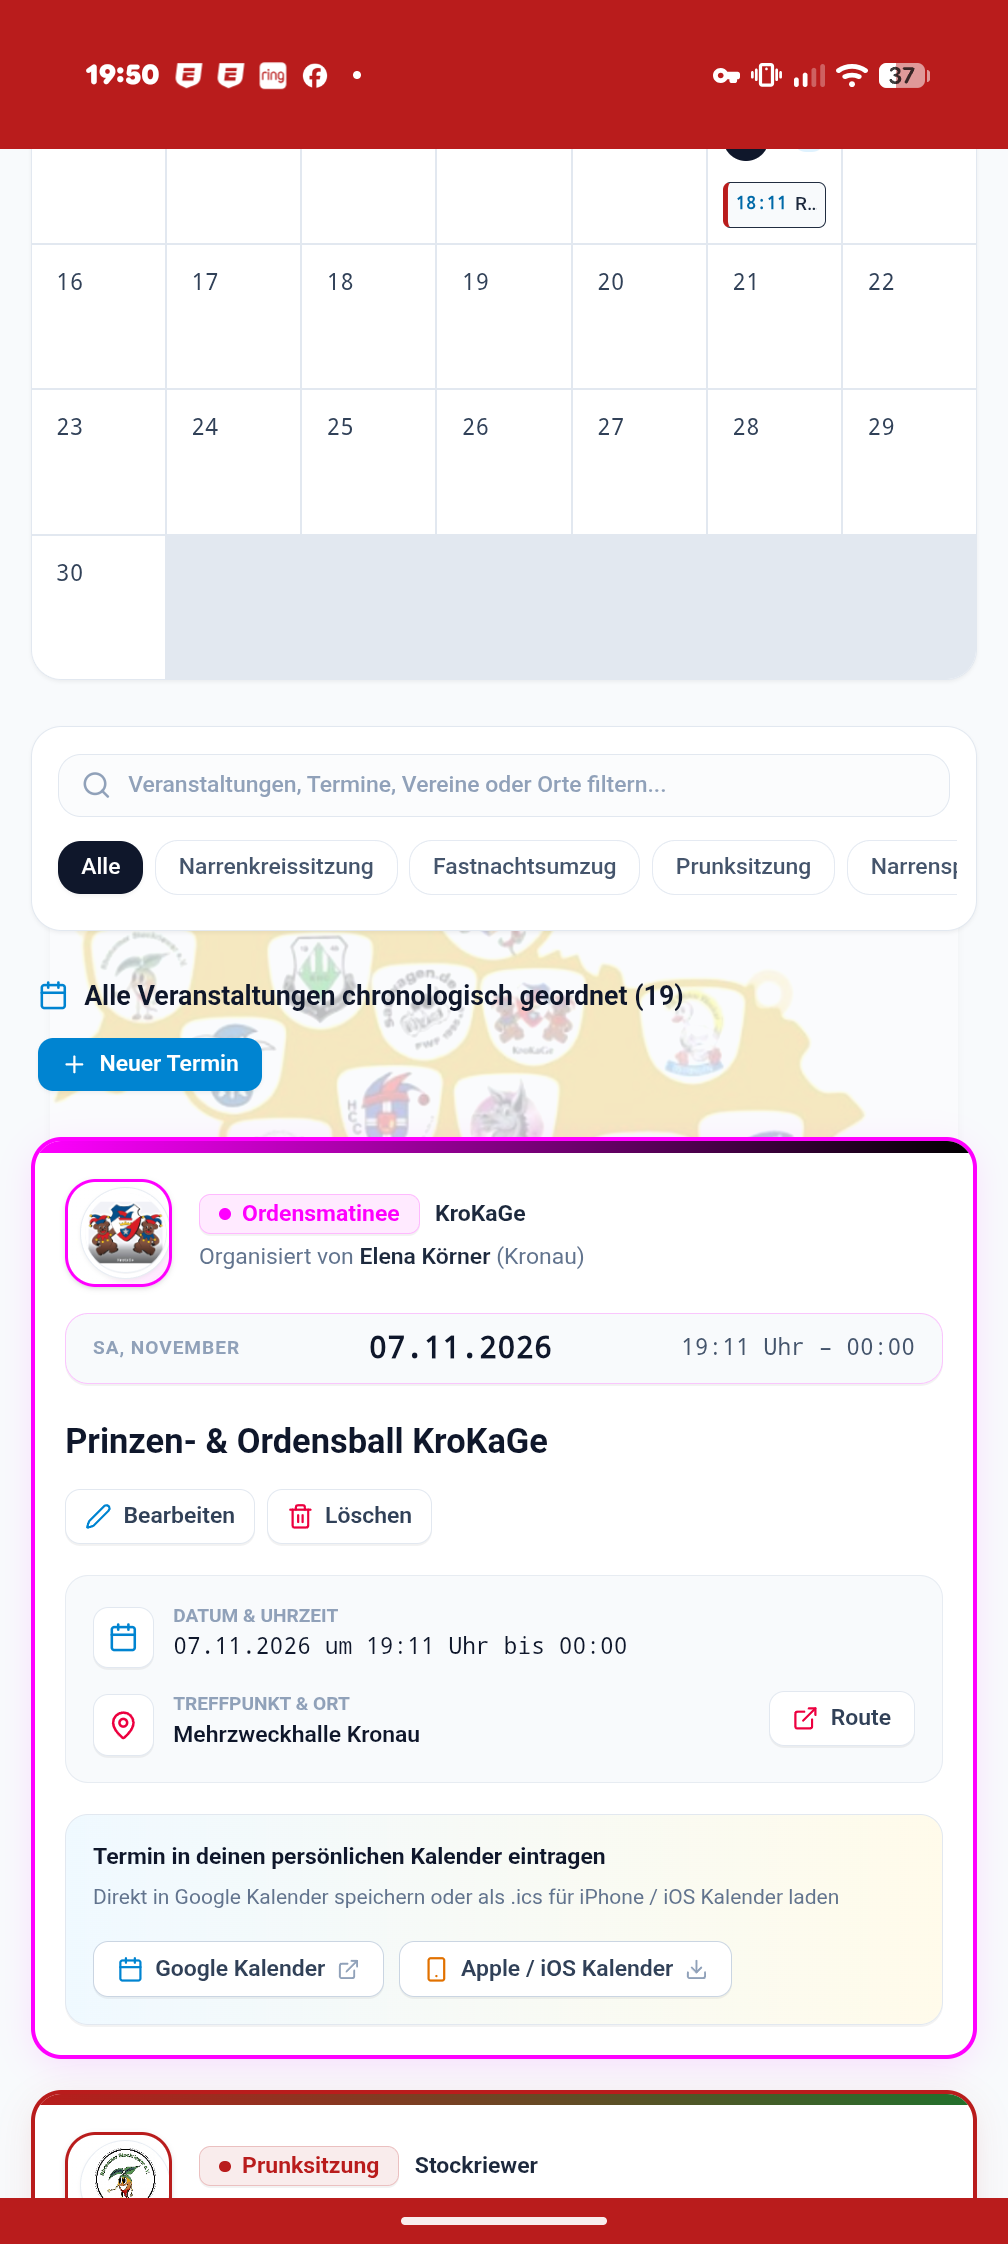 19:50 E E ring 37
18:11 R..
16 17 18 19 20 21 22
23 24 25 26 27 28 29
30
Veranstaltungen, Termine, Vereine oder Orte filtern...
Alle Narrenkreissitzung Fastnachtsumzug Prunksitzung Narrensp
Alle Veranstaltungen chronologisch geordnet (19)
KroKaGe
Neuer Termin
HCC
Ordensmatinee KroKaGe
Organisiert von Elena Körner (Kronau)
SA, NOVEMBER 07.11.2026 19:11 Uhr – 00:00
Prinzen- & Ordensball KroKaGe
Bearbeiten Löschen
DATUM & UHRZEIT
07.11.2026 um 19:11 Uhr bis 00:00
TREFFPUNKT & ORT
Mehrzweckhalle Kronau
Route
Termin in deinen persönlichen Kalender eintragen
Direkt in Google Kalender speichern oder als .ics für iPhone / iOS Kalender laden
Google Kalender Apple / iOS Kalender
Prunksitzung Stockriewer